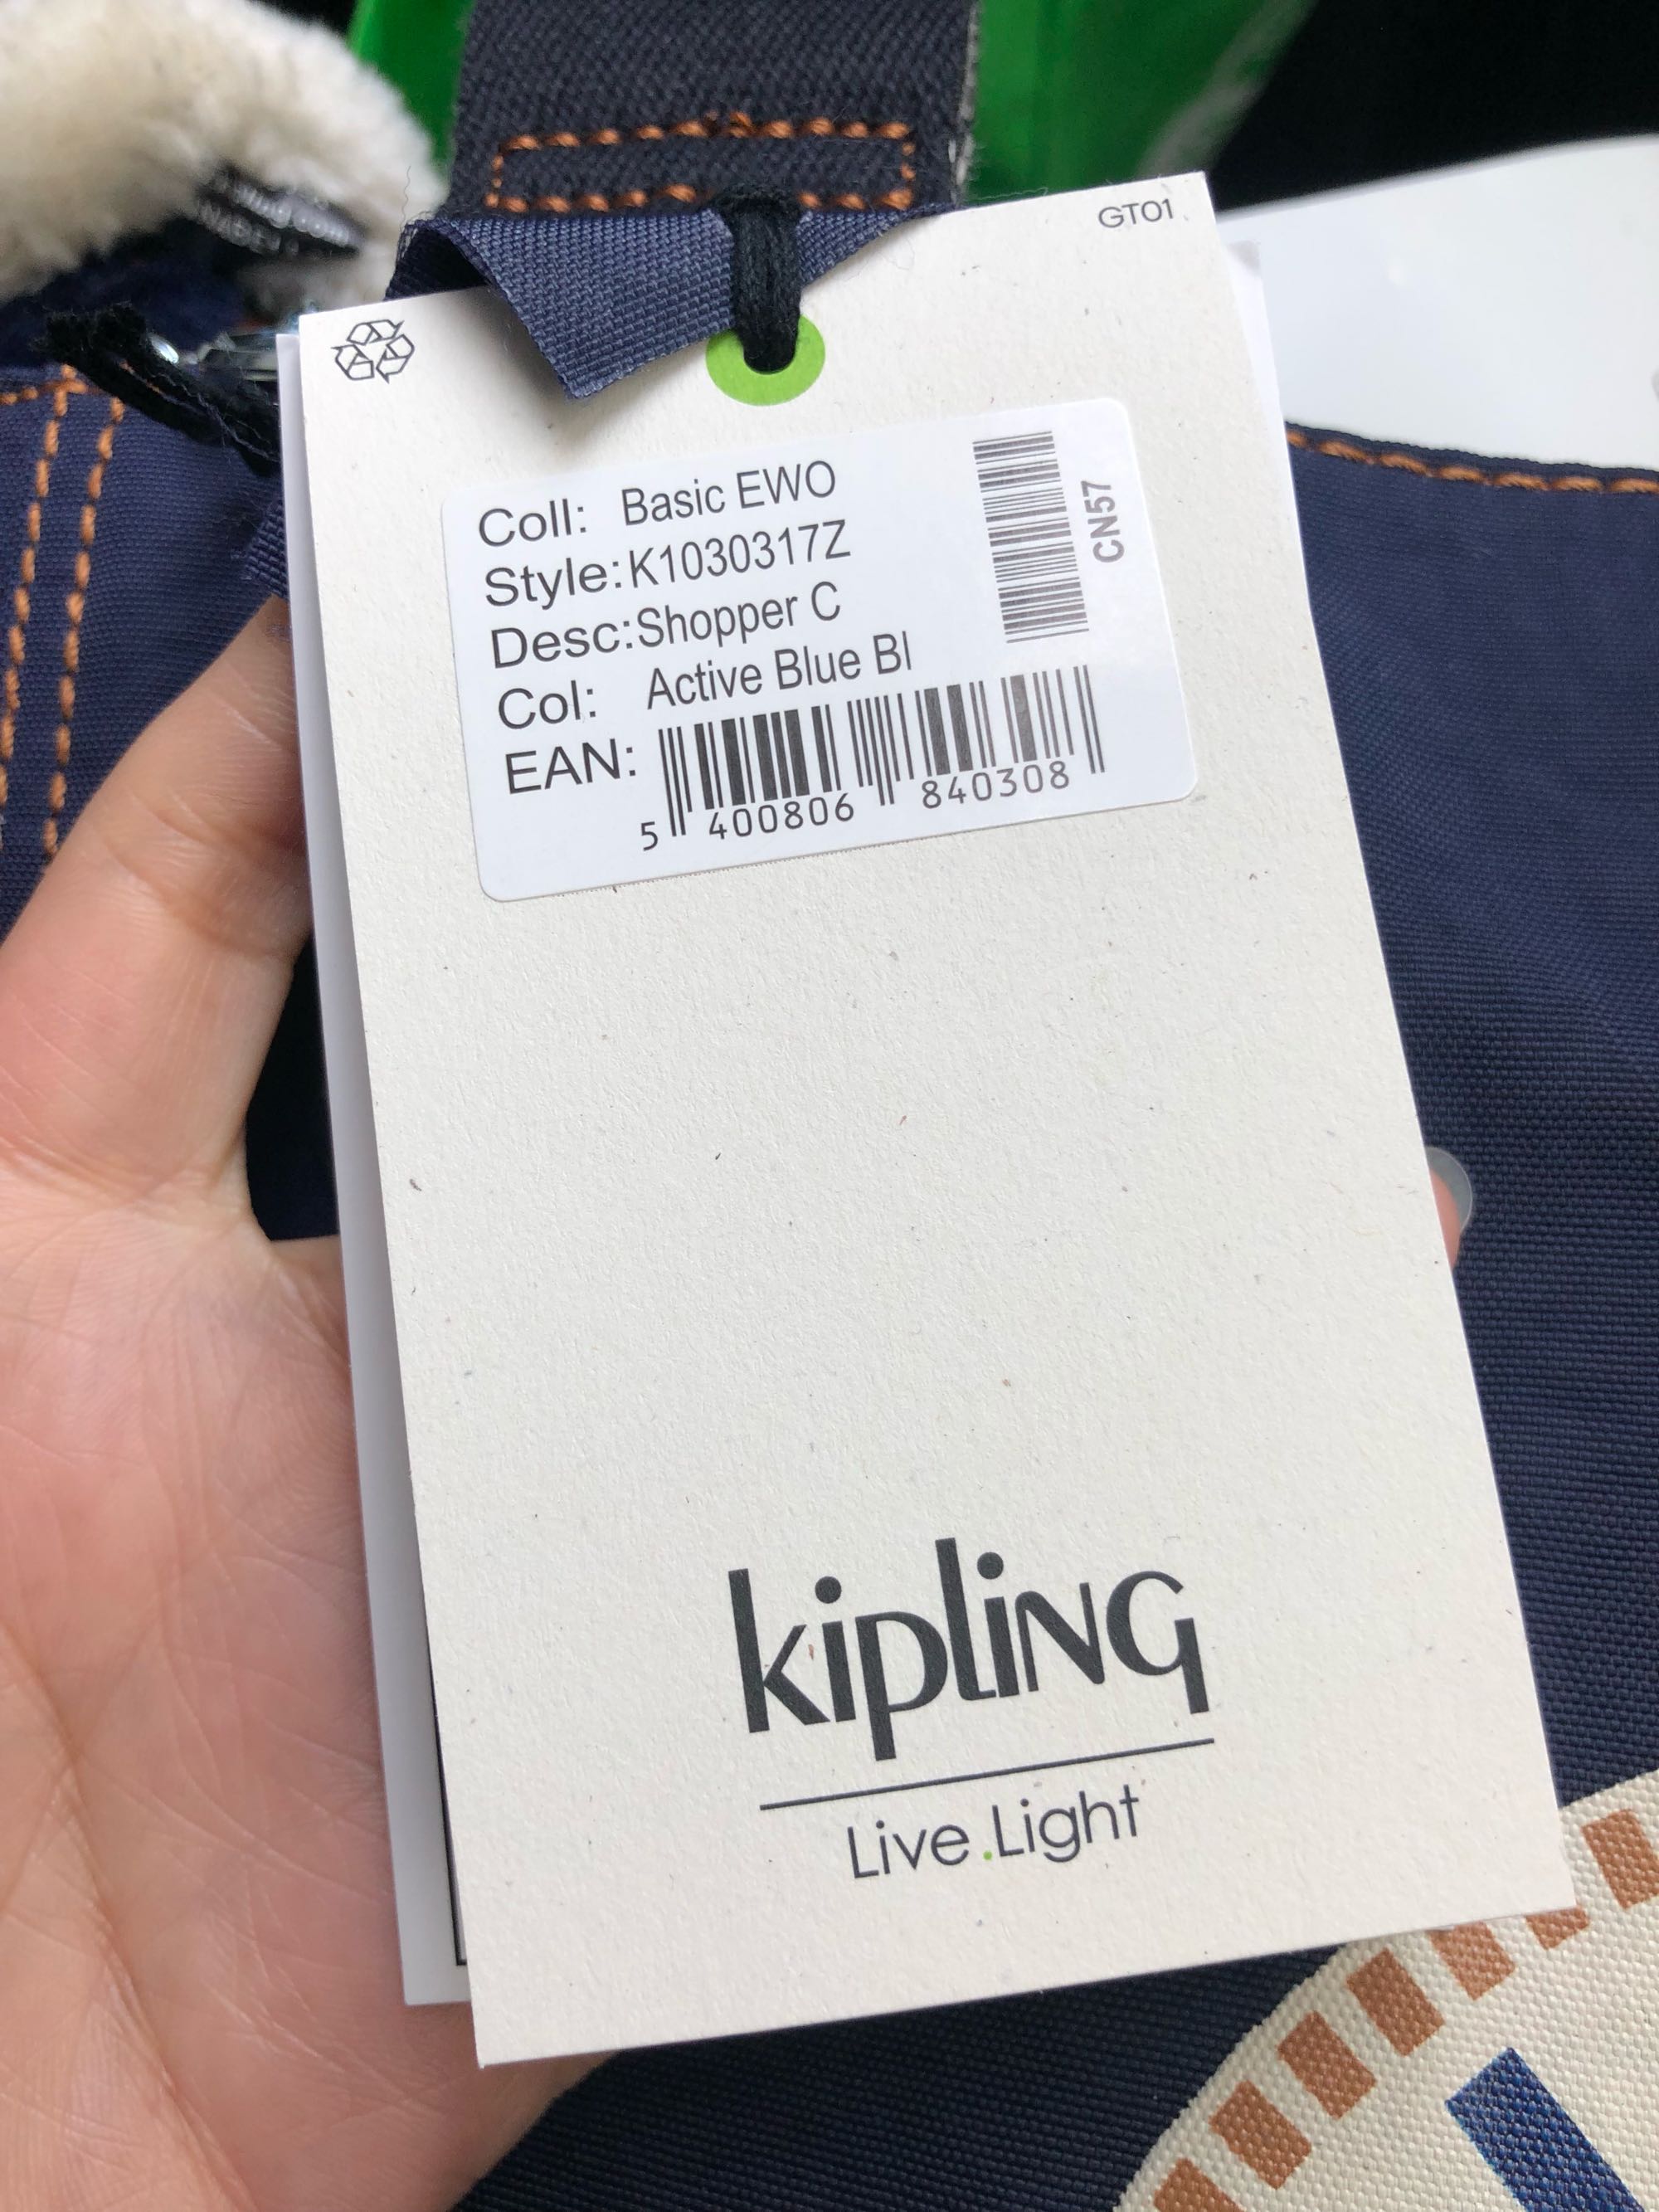 GT01
Coll: Basic EWO
Style:K1030317Z
Desc:Shopper C
Col: Active Blue Bl
EAN:
5 400806 840308
CN57
kipling
Live.Light